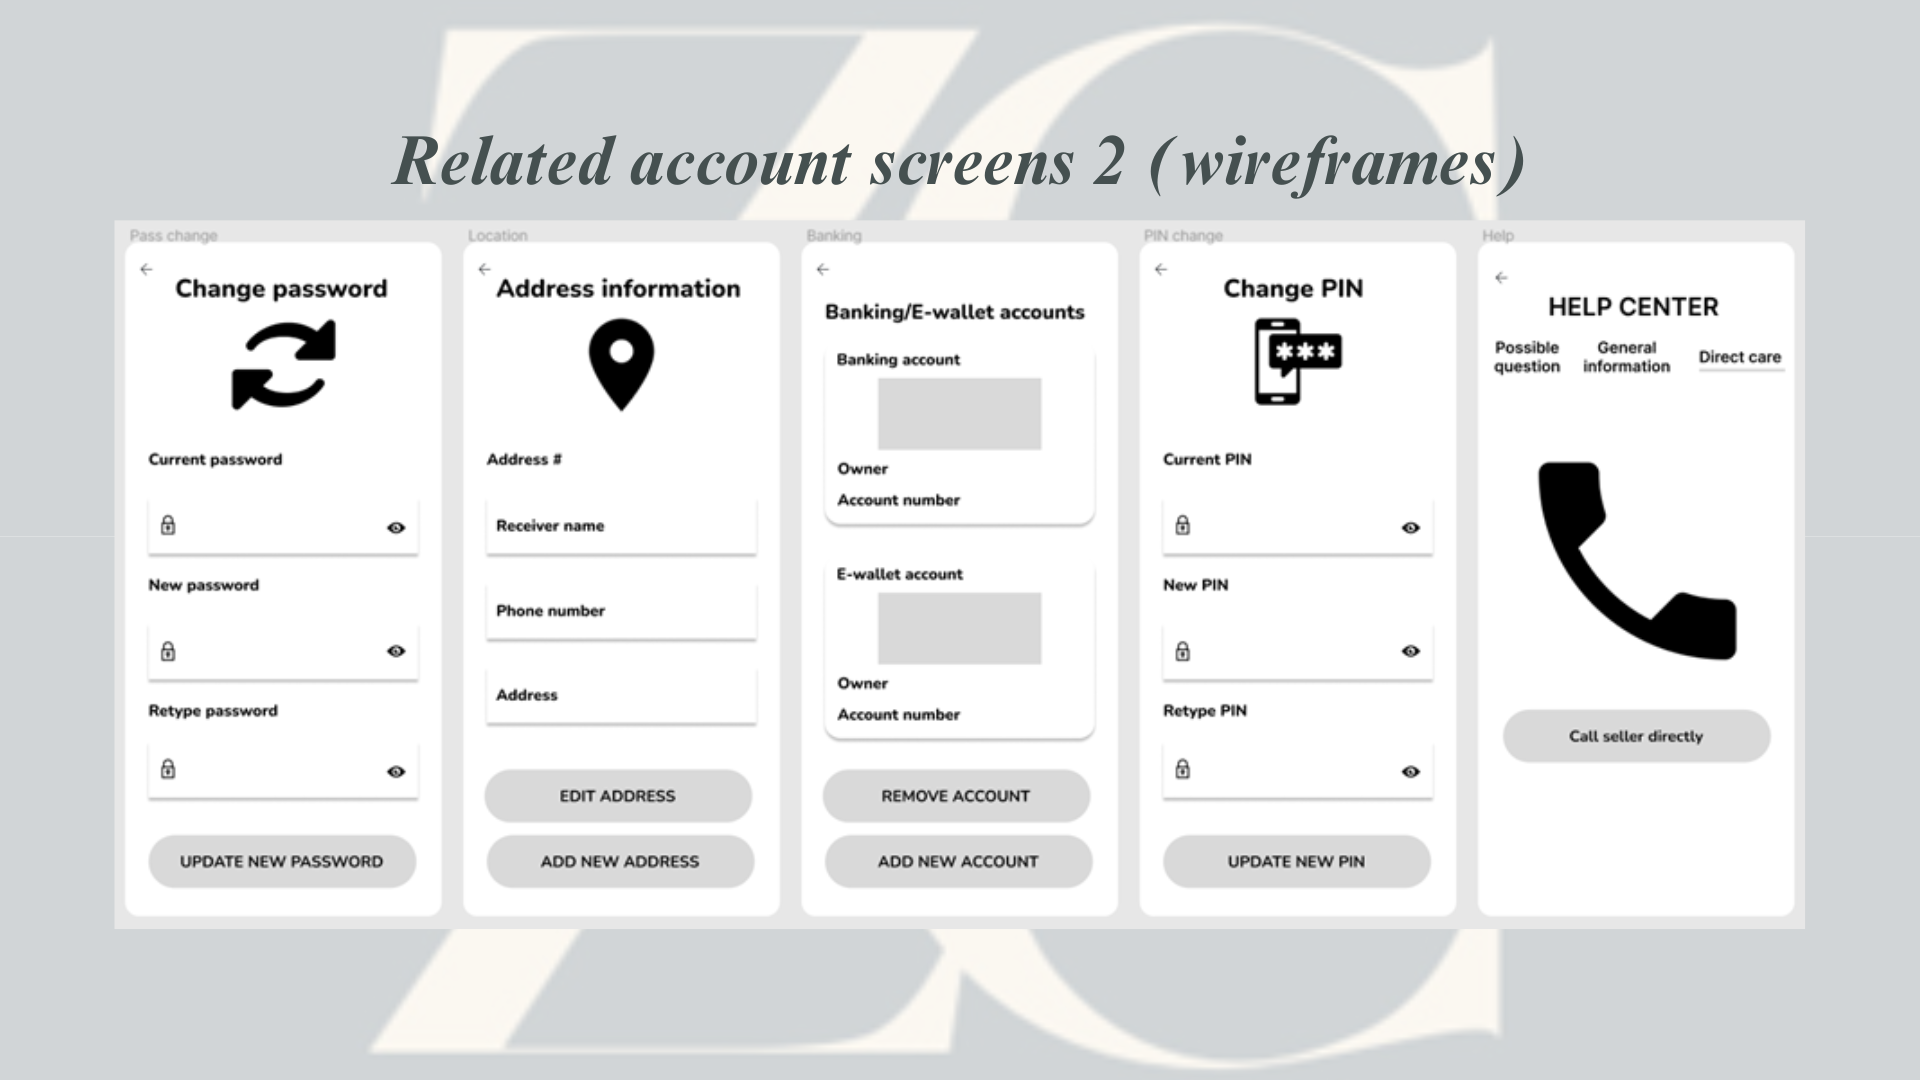 Related account screens 2 (wireframes)
Pass change
Change password
Current password
New password
Retype password
UPDATE NEW PASSWORD
Location
Address information
Address #
Receiver name
Phone number
Address
EDIT ADDRESS
ADD NEW ADDRESS
Banking
Banking/E-wallet accounts
Banking account
Owner
Account number
E-wallet account
Owner
Account number
REMOVE ACCOUNT
ADD NEW ACCOUNT
PIN change
Change PIN
***
Current PIN
New PIN
Retype PIN
UPDATE NEW PIN
Help
HELP CENTER
Possible
question
General
information
Direct care
Call seller directly
ZC